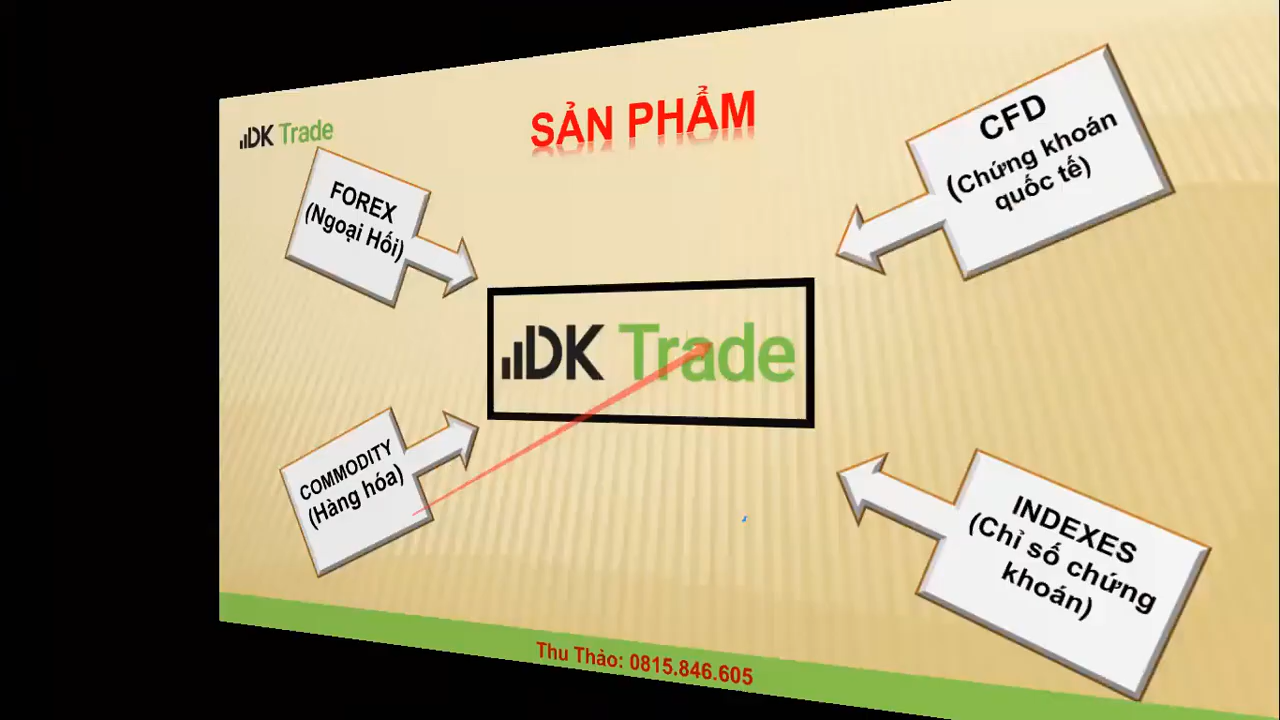 DK Trade
SẢN PHẨM
FOREX
(Ngoại Hối)
CFD
(Chứng khoán
quốc tế)
DK Trade
COMMODITY
(Hàng hóa)
INDEXES
(Chỉ số chứng
khoán)
Thu Thảo: 0815.846.605